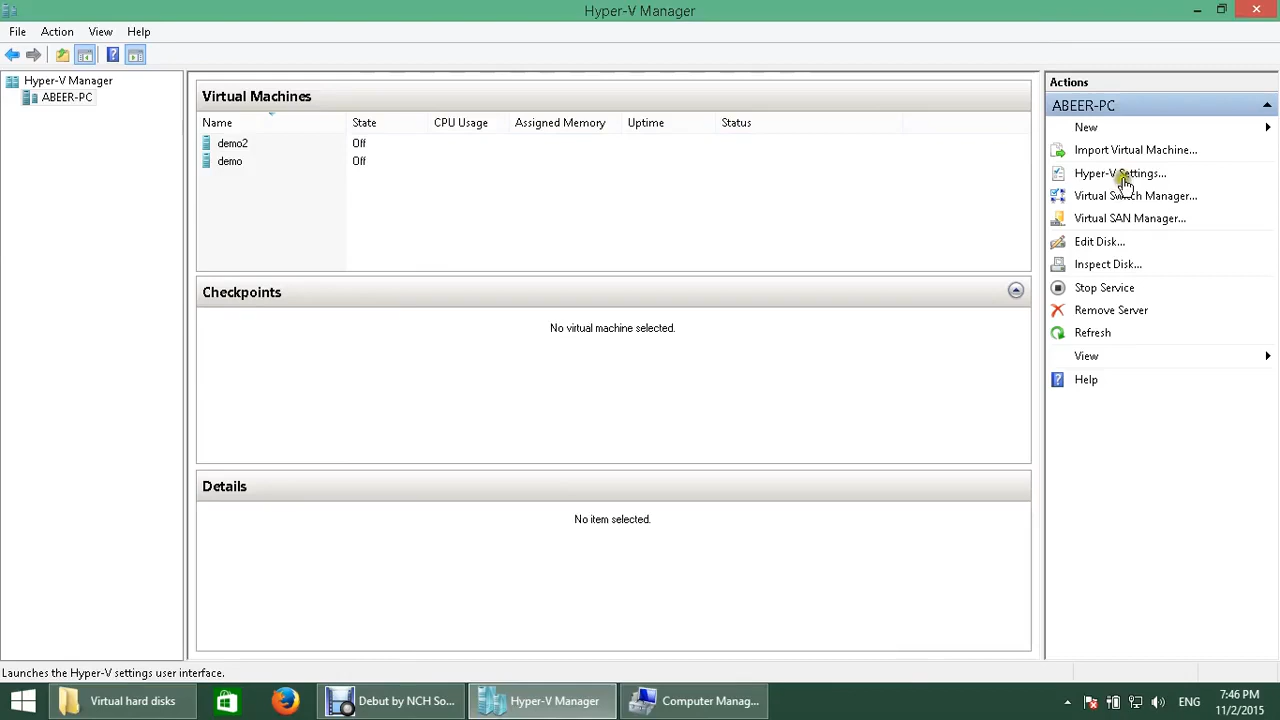 Hyper-V Manager
File Action View Help
Hyper-V Manager
ABEER-PC
Virtual Machines
Name State CPU Usage Assigned Memory Uptime Status
demo2 Off
demo Off
Checkpoints
No virtual machine selected.
Details
No item selected.
Actions
ABEER-PC
New
Import Virtual Machine...
Hyper-V Settings...
Virtual Switch Manager...
Virtual SAN Manager...
Edit Disk...
Inspect Disk...
Stop Service
Remove Server
Refresh
View
Help
Launches the Hyper-V settings user interface.
Virtual hard disks
Debut by NCH So...
Hyper-V Manager
Computer Manag...
ENG
7:46 PM
11/2/2015